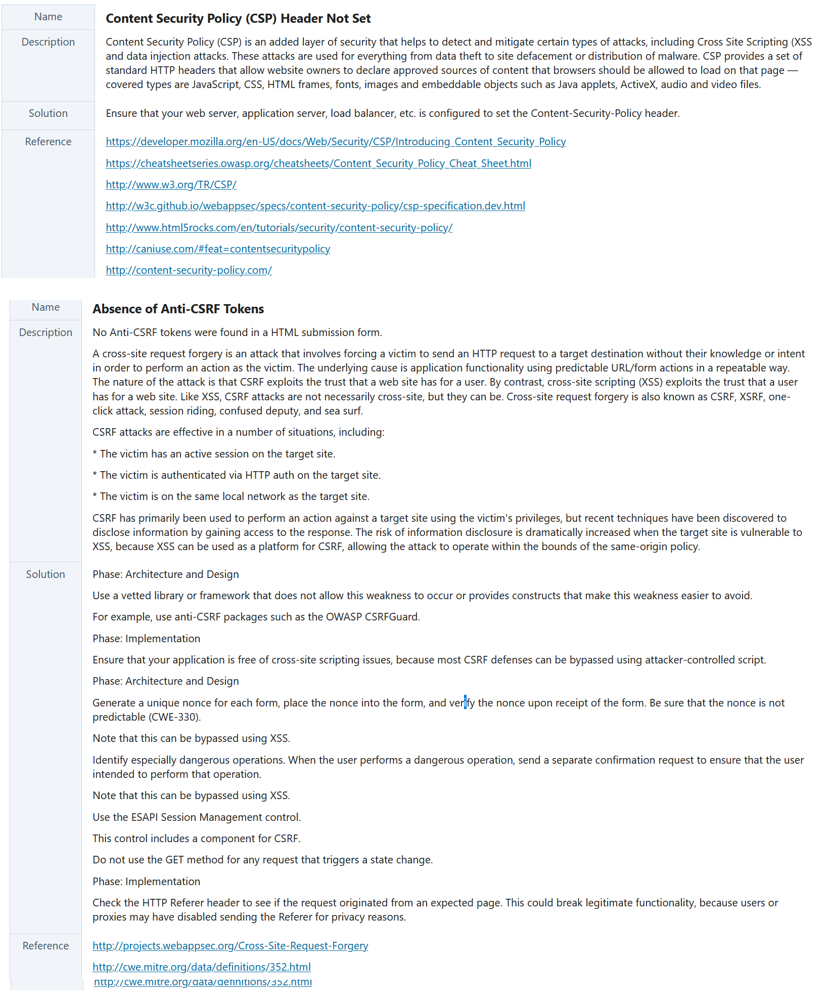 Name
Content Security Policy (CSP) Header Not Set
Description
Content Security Policy (CSP) is an added layer of security that helps to detect and mitigate certain types of attacks, including Cross Site Scripting (XSS
and data injection attacks. These attacks are used for everything from data theft to site defacement or distribution of malware. CSP provides a set of
standard HTTP headers that allow website owners to declare approved sources of content that browsers should be allowed to load on that page —
covered types are JavaScript, CSS, HTML frames, fonts, images and embeddable objects such as Java applets, ActiveX, audio and video files.
Solution
Ensure that your web server, application server, load balancer, etc. is configured to set the Content-Security-Policy header.
Reference
https://developer.mozilla.org/en-US/docs/Web/Security/CSP/Introducing_Content_Security_Policy
https://cheatsheetseries.owasp.org/cheatsheets/Content_Security_Policy_Cheat_Sheet.html
http://www.w3.org/TR/CSP/
http://w3c.github.io/webappsec/specs/content-security-policy/csp-specification.dev.html
http://www.html5rocks.com/en/tutorials/security/content-security-policy/
http://caniuse.com/#feat=contentsecuritypolicy
http://content-security-policy.com/
Name
Absence of Anti-CSRF Tokens
Description
No Anti-CSRF tokens were found in a HTML submission form.
A cross-site request forgery is an attack that involves forcing a victim to send an HTTP request to a target destination without their knowledge or intent
in order to perform an action as the victim. The underlying cause is application functionality using predictable URL/form actions in a repeatable way.
The nature of the attack is that CSRF exploits the trust that a web site has for a user. By contrast, cross-site scripting (XSS) exploits the trust that a user
has for a web site. Like XSS, CSRF attacks are not necessarily cross-site, but they can be. Cross-site request forgery is also known as CSRF, XSRF, one-
click attack, session riding, confused deputy, and sea surf.
CSRF attacks are effective in a number of situations, including:
* The victim has an active session on the target site.
* The victim is authenticated via HTTP auth on the target site.
* The victim is on the same local network as the target site.
CSRF has primarily been used to perform an action against a target site using the victim's privileges, but recent techniques have been discovered to
disclose information by gaining access to the response. The risk of information disclosure is dramatically increased when the target site is vulnerable to
XSS, because XSS can be used as a platform for CSRF, allowing the attack to operate within the bounds of the same-origin policy.
Solution
Phase: Architecture and Design
Use a vetted library or framework that does not allow this weakness to occur or provides constructs that make this weakness easier to avoid.
For example, use anti-CSRF packages such as the OWASP CSRFGuard.
Phase: Implementation
Ensure that your application is free of cross-site scripting issues, because most CSRF defenses can be bypassed using attacker-controlled script.
Phase: Architecture and Design
Generate a unique nonce for each form, place the nonce into the form, and verify the nonce upon receipt of the form. Be sure that the nonce is not
predictable (CWE-330).
Note that this can be bypassed using XSS.
Identify especially dangerous operations. When the user performs a dangerous operation, send a separate confirmation request to ensure that the user
intended to perform that operation.
Note that this can be bypassed using XSS.
Use the ESAPI Session Management control.
This control includes a component for CSRF.
Do not use the GET method for any request that triggers a state change.
Phase: Implementation
Check the HTTP Referer header to see if the request originated from an expected page. This could break legitimate functionality, because users or
proxies may have disabled sending the Referer for privacy reasons.
Reference
http://projects.webappsec.org/Cross-Site-Request-Forgery
http://cwe.mitre.org/data/definitions/352.html
http://cwe.mitre.org/data/definitions/352.html